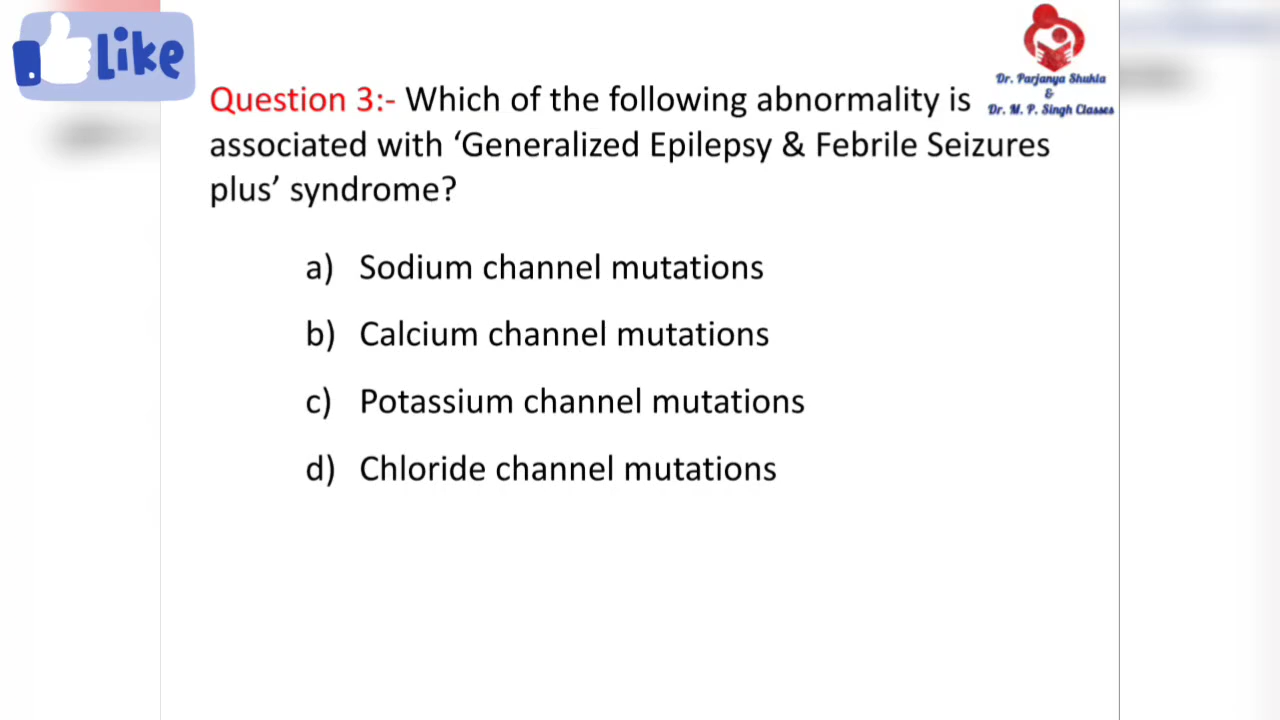 Like
Dr. Parjanya Shukla
&
Dr. M. P. Singh Classes
Question 3:- Which of the following abnormality is
associated with ‘Generalized Epilepsy & Febrile Seizures
plus’ syndrome?
a) Sodium channel mutations
b) Calcium channel mutations
c) Potassium channel mutations
d) Chloride channel mutations